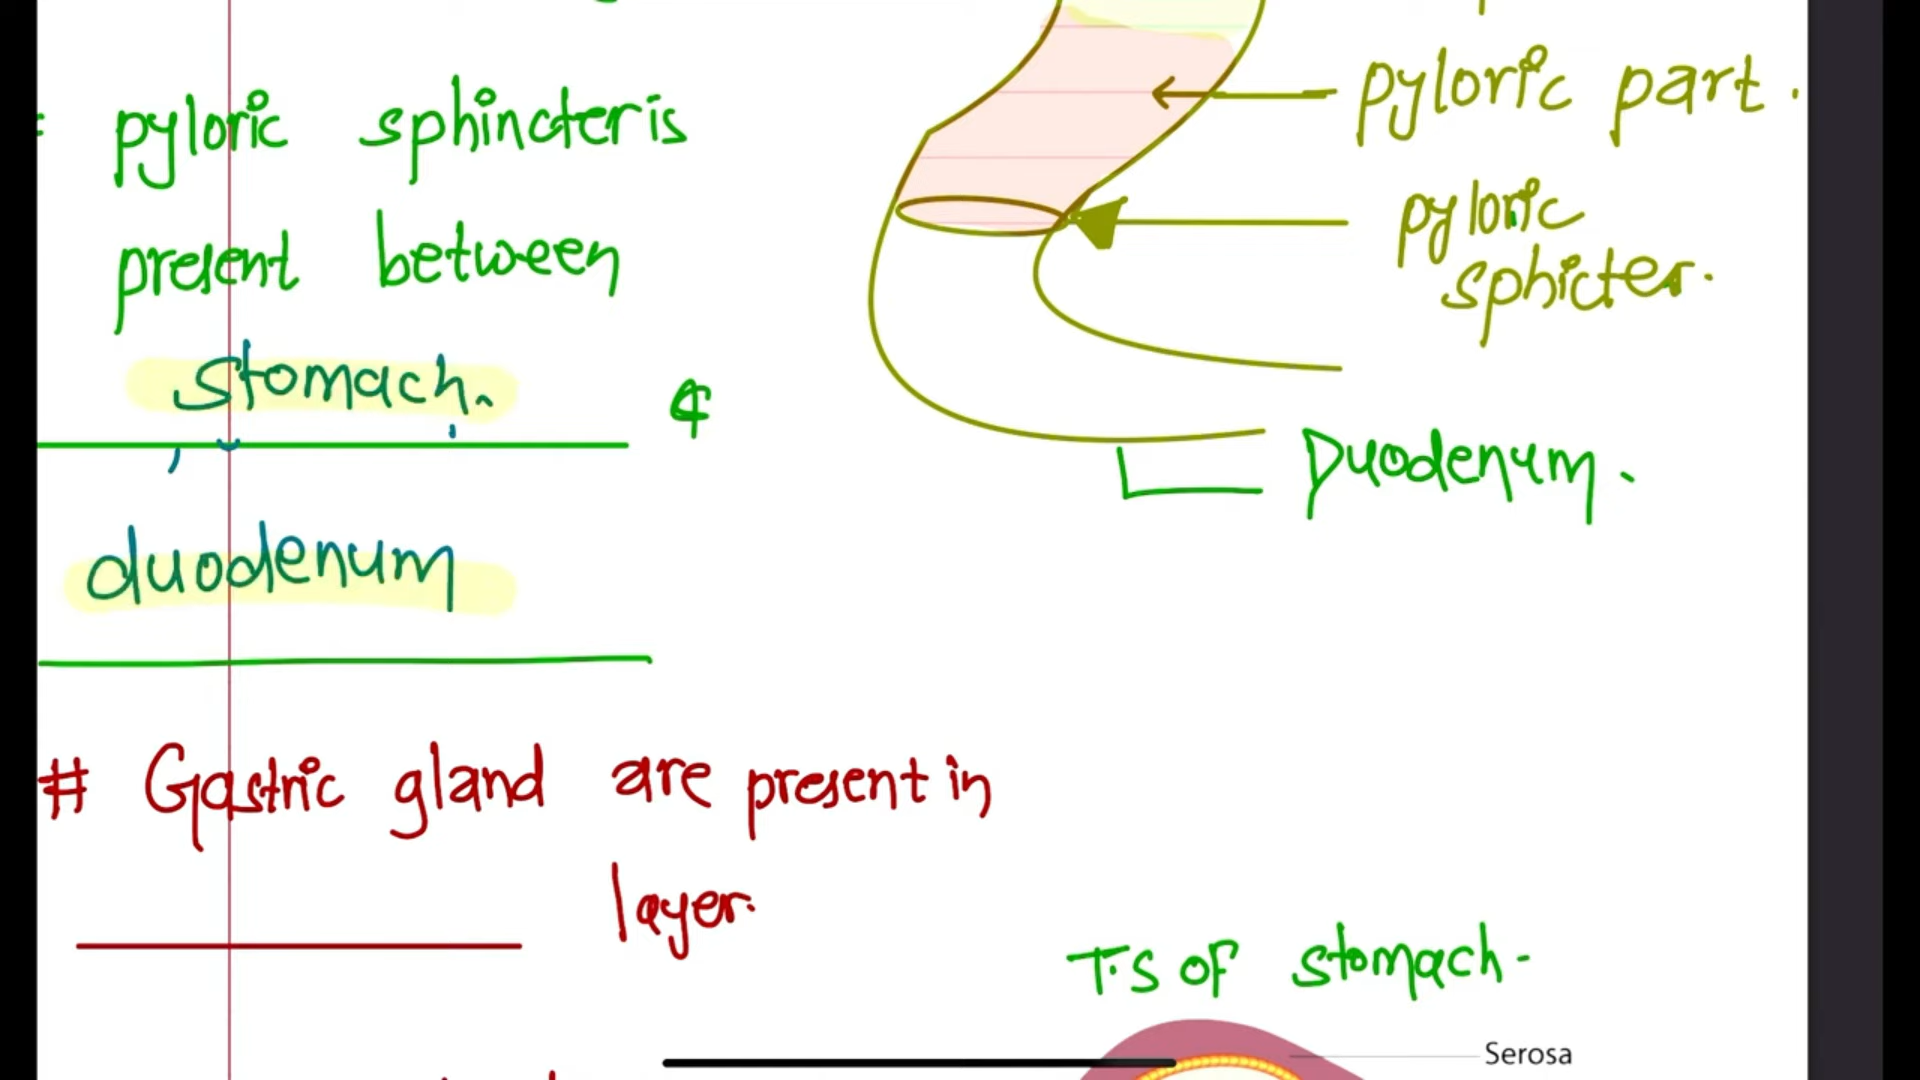 pyloric sphincter is
present between
stomach. &
duodenum
# Gastric gland are present in
layer.
pyloric part.
pyloric
sphicter.
Duodenum.
T.S of stomach.
Serosa